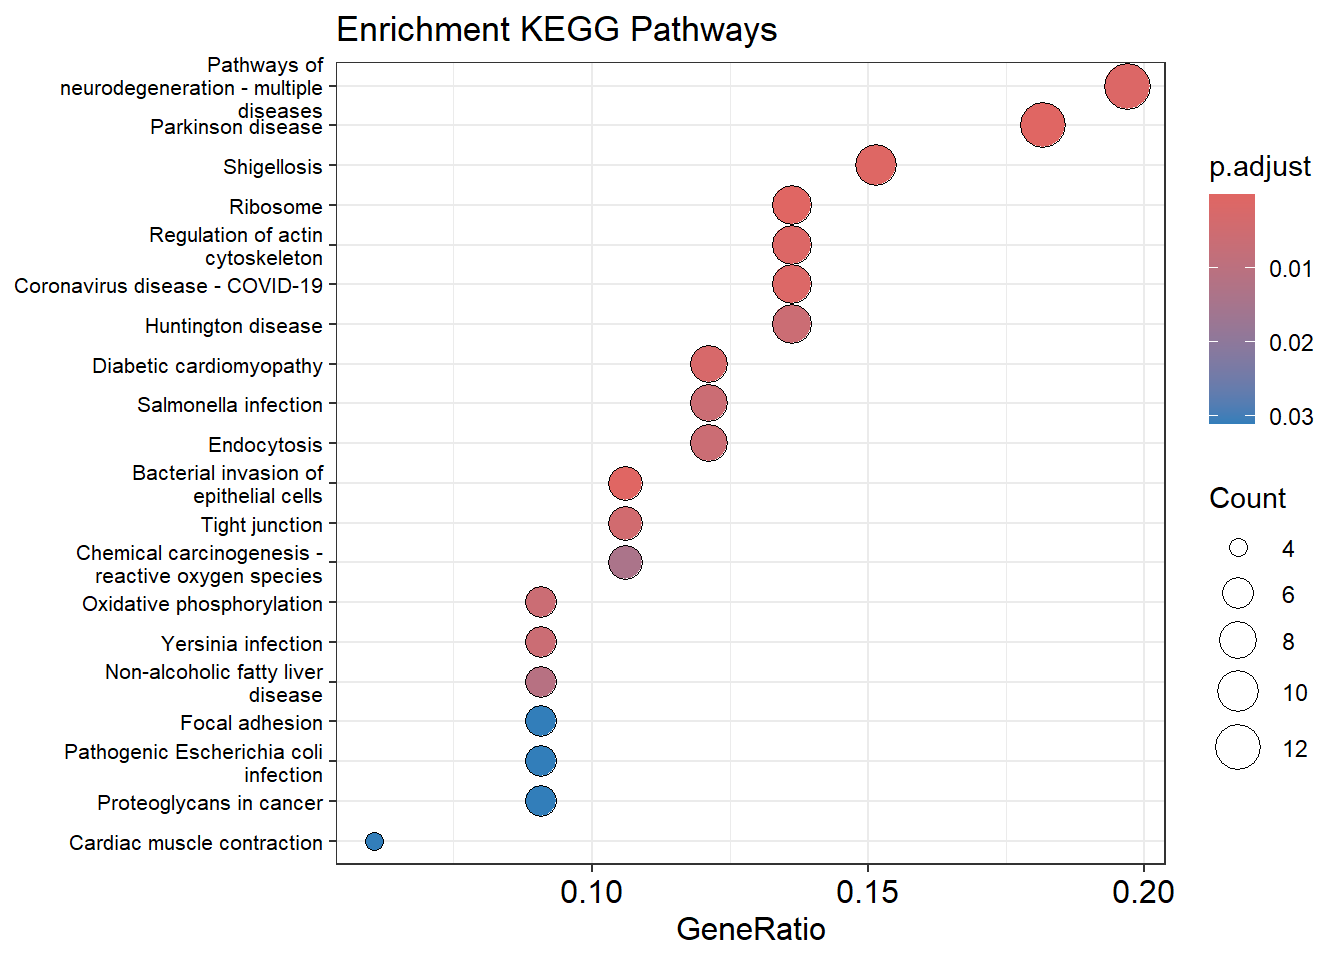 Enrichment KEGG Pathways
Pathways of
neurodegeneration - multiple
diseases
Parkinson disease
Shigellosis
Ribosome
Regulation of actin
cytoskeleton
Coronavirus disease - COVID-19
Huntington disease
Diabetic cardiomyopathy
Salmonella infection
Endocytosis
Bacterial invasion of
epithelial cells
Tight junction
Chemical carcinogenesis -
reactive oxygen species
Oxidative phosphorylation
Yersinia infection
Non-alcoholic fatty liver
disease
Focal adhesion
Pathogenic Escherichia coli
infection
Proteoglycans in cancer
Cardiac muscle contraction
0.10
0.15
0.20
GeneRatio
p.adjust
0.01
0.02
0.03
Count
4
6
8
10
12